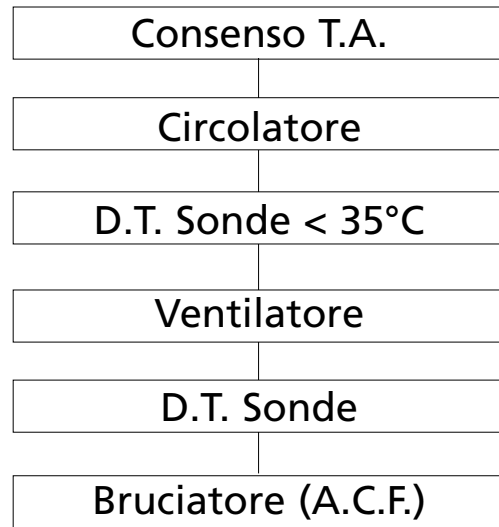 Consenso T.A.
Circolatore
D.T. Sonde < 35°C
Ventilatore
D.T. Sonde
Bruciatore (A.C.F.)